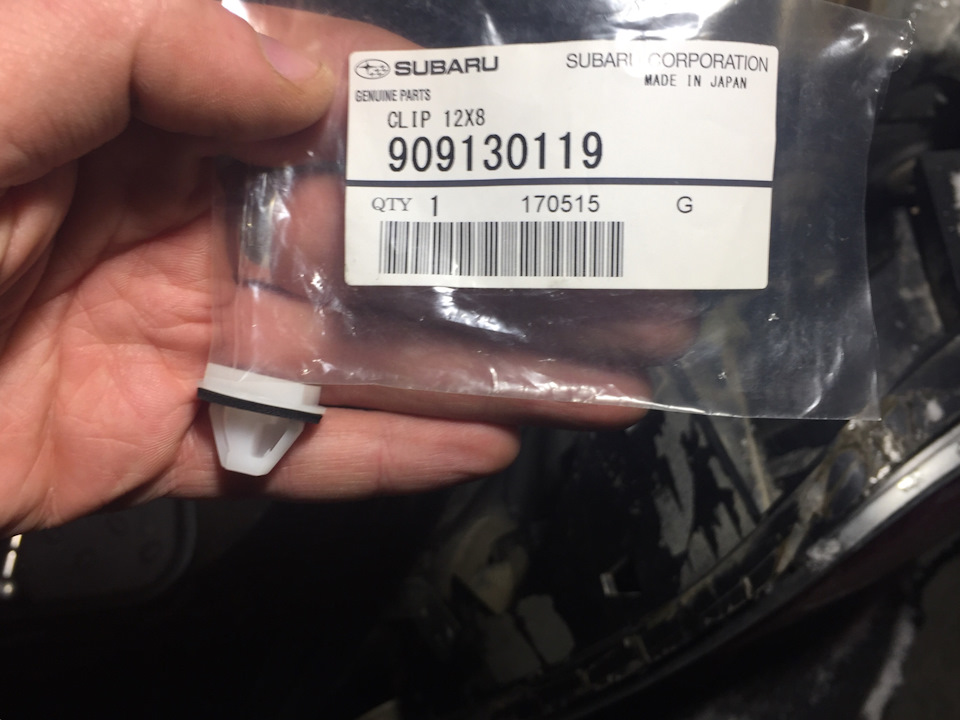 SUBARU SUBARU CORPORATION
MADE IN JAPAN
GENUINE PARTS
CLIP 12X8
909130119
QTY 1 170515 G